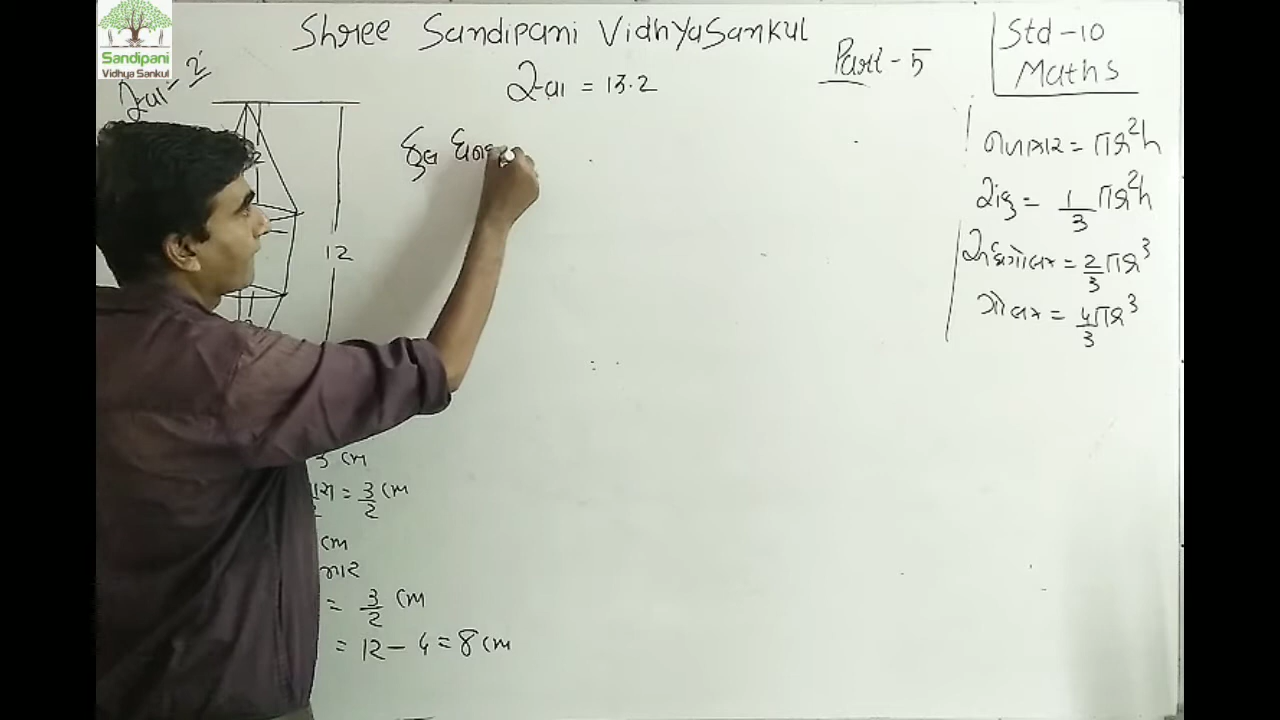 Sandipani
Vidhya Sankul
Shree Sandipani VidhyaSankul
Part - 5
Std - 10
Maths
દા - 2
સ્વા = 13.2
નળાકાર = πr²h
શંકુ = 1/3 πr²h
અર્ધગોલક = 2/3 πr³
ગોલક = 4/3 πr³
કુલ ઘન
2
12
3 cm
= 3/2 cm
cm
= 3/2 cm
= 12 - 4 = 8 cm